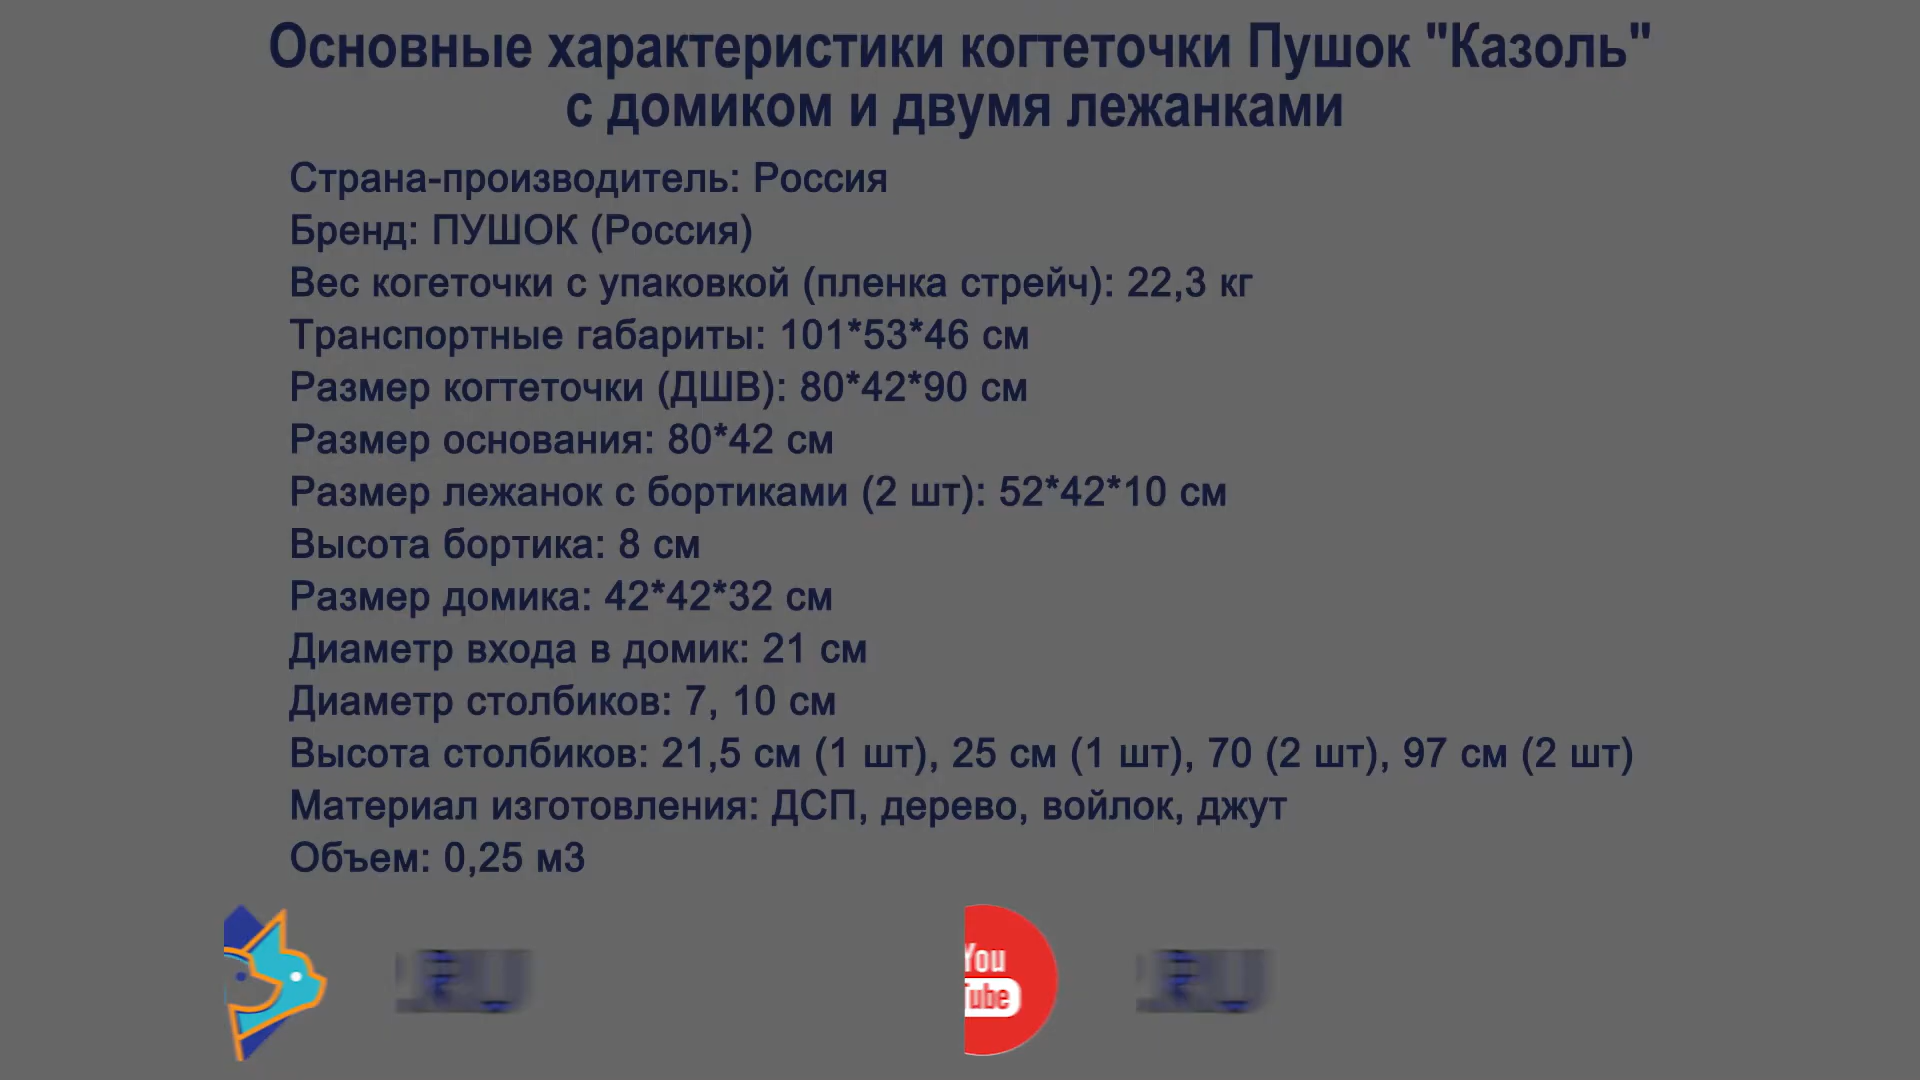 Основные характеристики когтеточки Пушок "Казоль"
с домиком и двумя лежанками
Страна-производитель: Россия
Бренд: ПУШОК (Россия)
Вес когеточки с упаковкой (пленка стрейч): 22,3 кг
Транспортные габариты: 101*53*46 см
Размер когтеточки (ДШВ): 80*42*90 см
Размер основания: 80*42 см
Размер лежанок с бортиками (2 шт): 52*42*10 см
Высота бортика: 8 см
Размер домика: 42*42*32 см
Диаметр входа в домик: 21 см
Диаметр столбиков: 7, 10 см
Высота столбиков: 21,5 см (1 шт), 25 см (1 шт), 70 (2 шт), 97 см (2 шт)
Материал изготовления: ДСП, дерево, войлок, джут
Объем: 0,25 м3
You
Tube